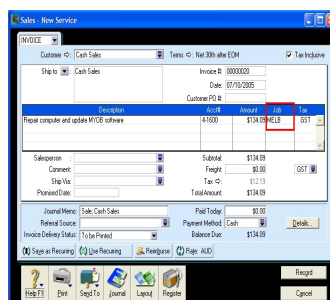 Sales - New Service
INVOICE
Customer ⇨: Cash Sales Terms ⇨: Net 30th after EOM Tax Inclusive
Ship to : Cash Sales Invoice #: 00000020
Date: 07/10/2005
Customer PO #:
Description Acct# Amount Job Tax
Repair computer and update MYOB software 4-1600 $134.09 MELB GST
Salesperson : Subtotal: $134.09
Comment: Freight: $0.00 GST
Ship Via: Tax ⇨: $12.19
Promised Date: Total Amount: $134.09
Journal Memo: Sale; Cash Sales Paid Today: $0.00
Referral Source: Payment Method: Cash Details...
Invoice Delivery Status: To be Printed Balance Due: $134.09
Save as Recurring Use Recurring Reimburse Rate: AUD
Help F1 Print Send To Journal Layout Register Record
Cancel